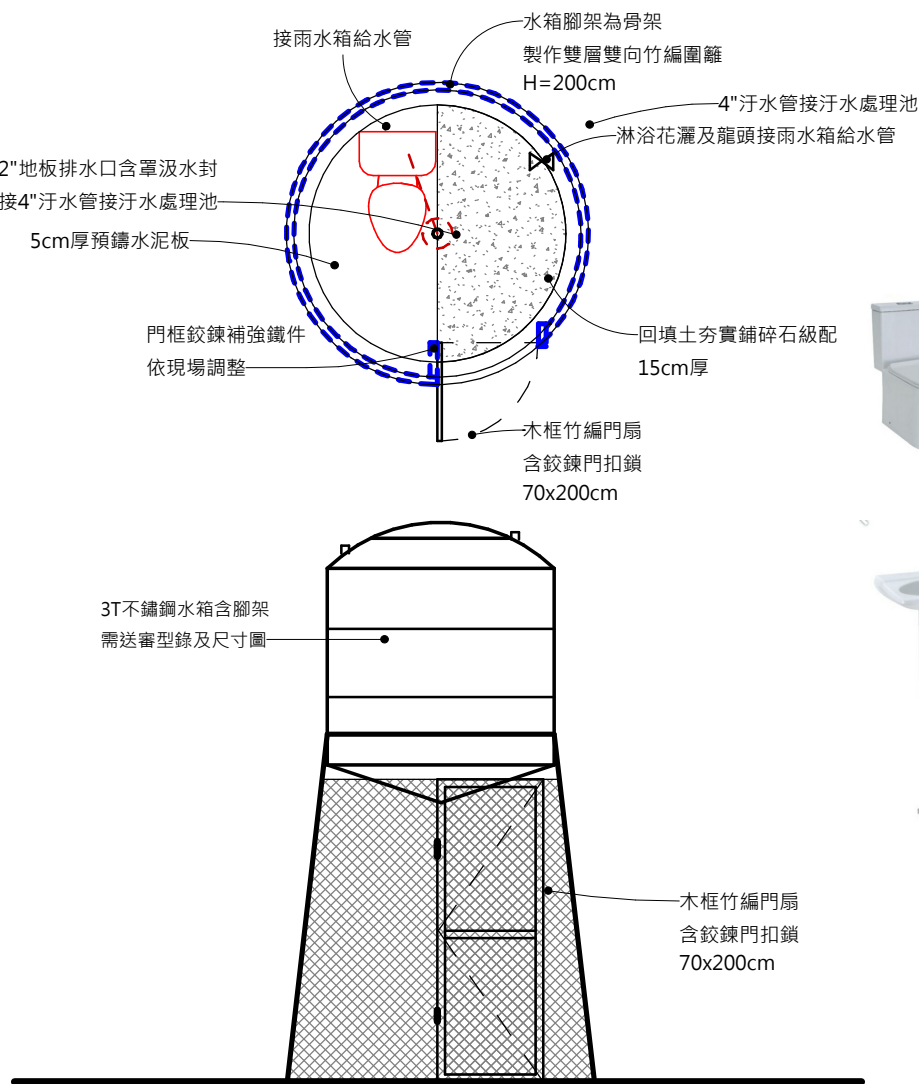 水箱腳架為骨架
製作雙層雙向竹編圍籬
H=200cm
接雨水箱給水管
4"汙水管接汙水處理池
淋浴花灑及龍頭接雨水箱給水管
2"地板排水口含罩汲水封
接4"汙水管接汙水處理池
5cm厚預鑄水泥板
門框鉸鍊補強鐵件
依現場調整
回填土夯實鋪碎石級配
15cm厚
木框竹編門扇
含鉸鍊門扣鎖
70x200cm
3T不鏽鋼水箱含腳架
需送審型錄及尺寸圖
木框竹編門扇
含鉸鍊門扣鎖
70x200cm